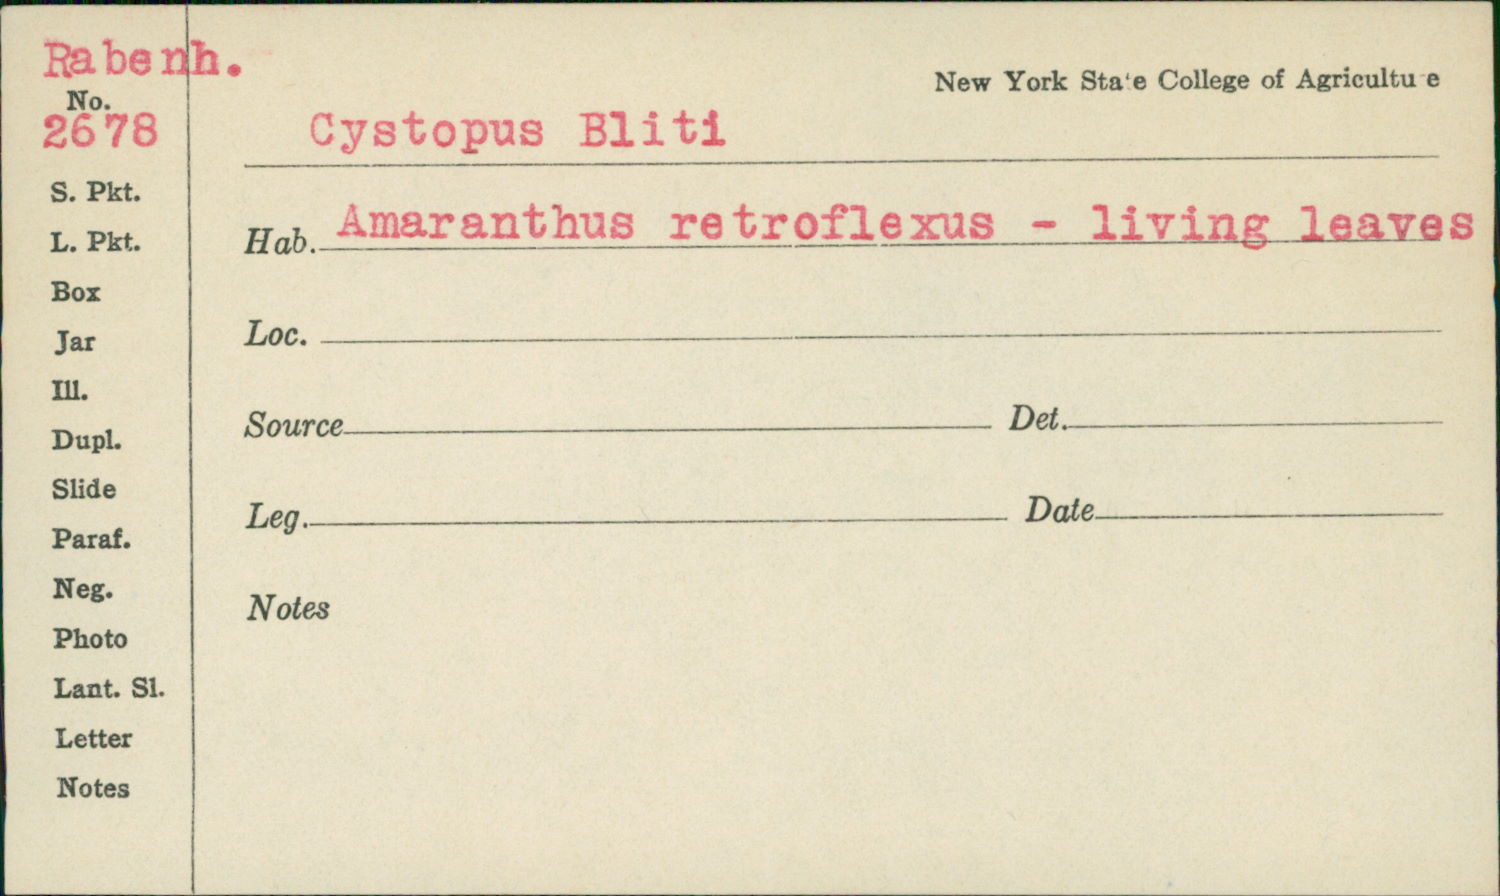 Rabenh.
New York State College of Agriculture
No.
2678
Cystopus Bliti
S. Pkt.
Hab. Amaranthus retroflexus - living leaves
L. Pkt.
Box
Loc.
Jar
Ill.
Source Det.
Dupl.
Slide
Leg. Date
Paraf.
Neg.
Notes
Photo
Lant. Sl.
Letter
Notes